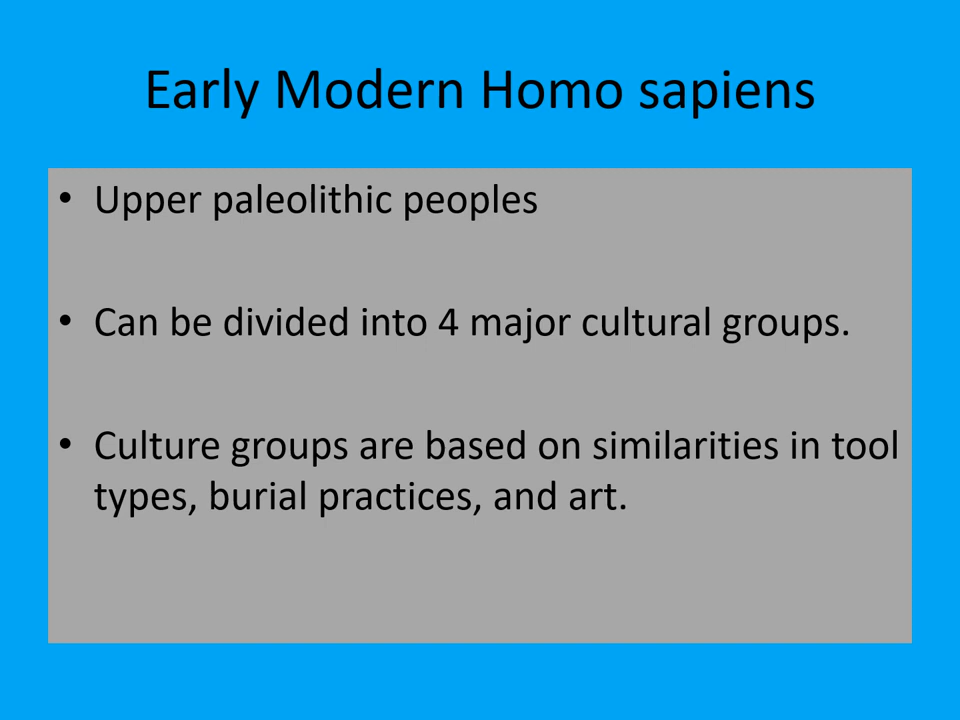 Early Modern Homo sapiens
• Upper paleolithic peoples
• Can be divided into 4 major cultural groups.
• Culture groups are based on similarities in tool
types, burial practices, and art.